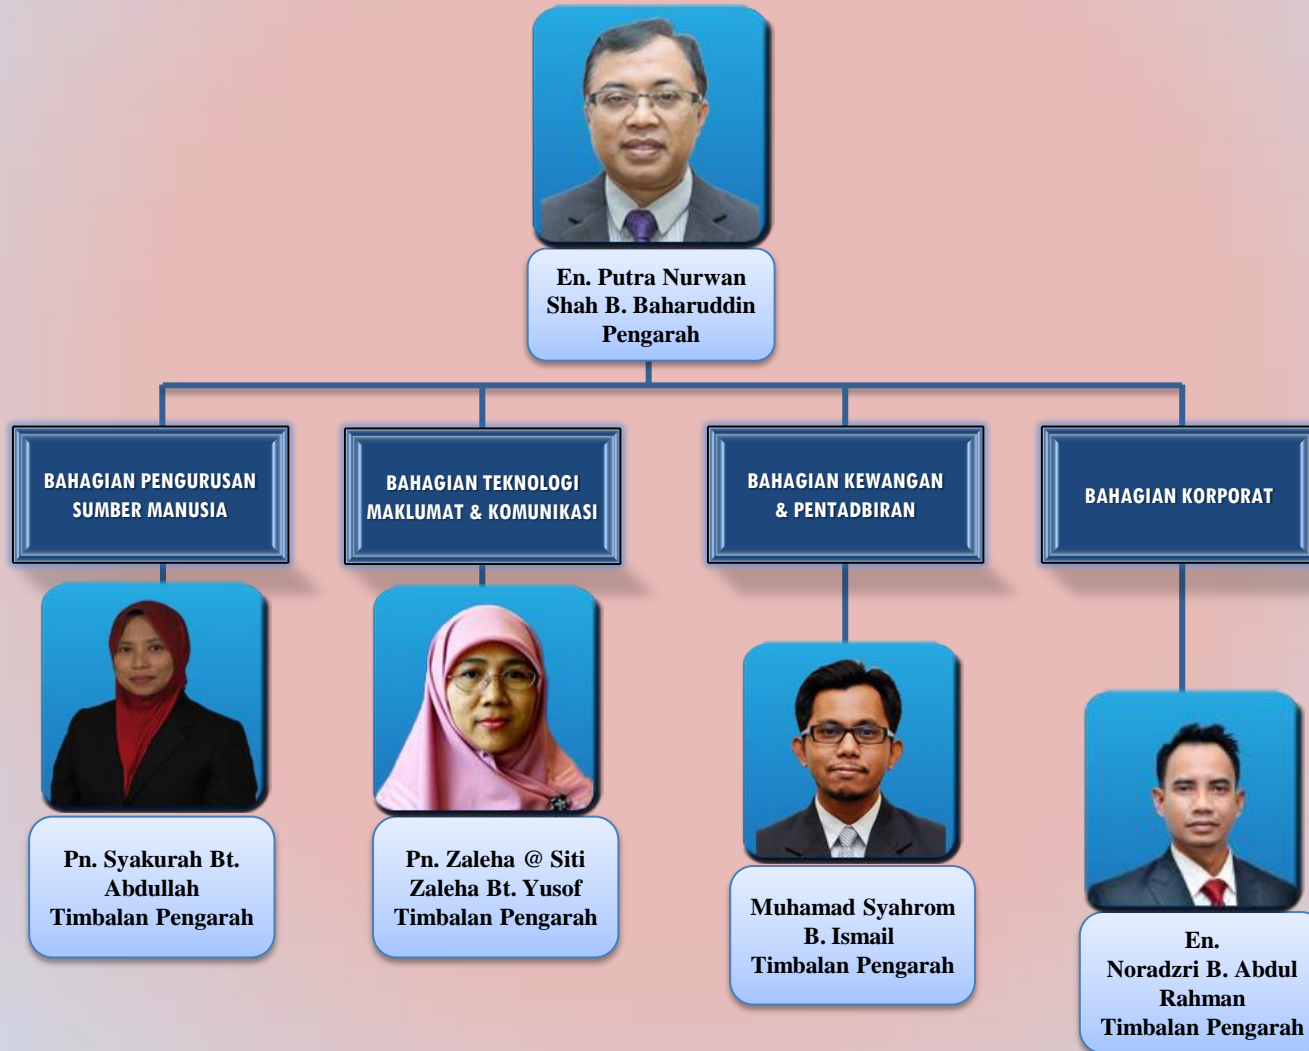 En. Putra Nurwan
Shah B. Baharuddin
Pengarah
BAHAGIAN PENGURUSAN
SUMBER MANUSIA
BAHAGIAN TEKNOLOGI
MAKLUMAT & KOMUNIKASI
BAHAGIAN KEWANGAN
& PENTADBIRAN
BAHAGIAN KORPORAT
Pn. Syakurah Bt.
Abdullah
Timbalan Pengarah
Pn. Zaleha @ Siti
Zaleha Bt. Yusof
Timbalan Pengarah
Muhamad Syahrom
B. Ismail
Timbalan Pengarah
En.
Noradzri B. Abdul
Rahman
Timbalan Pengarah